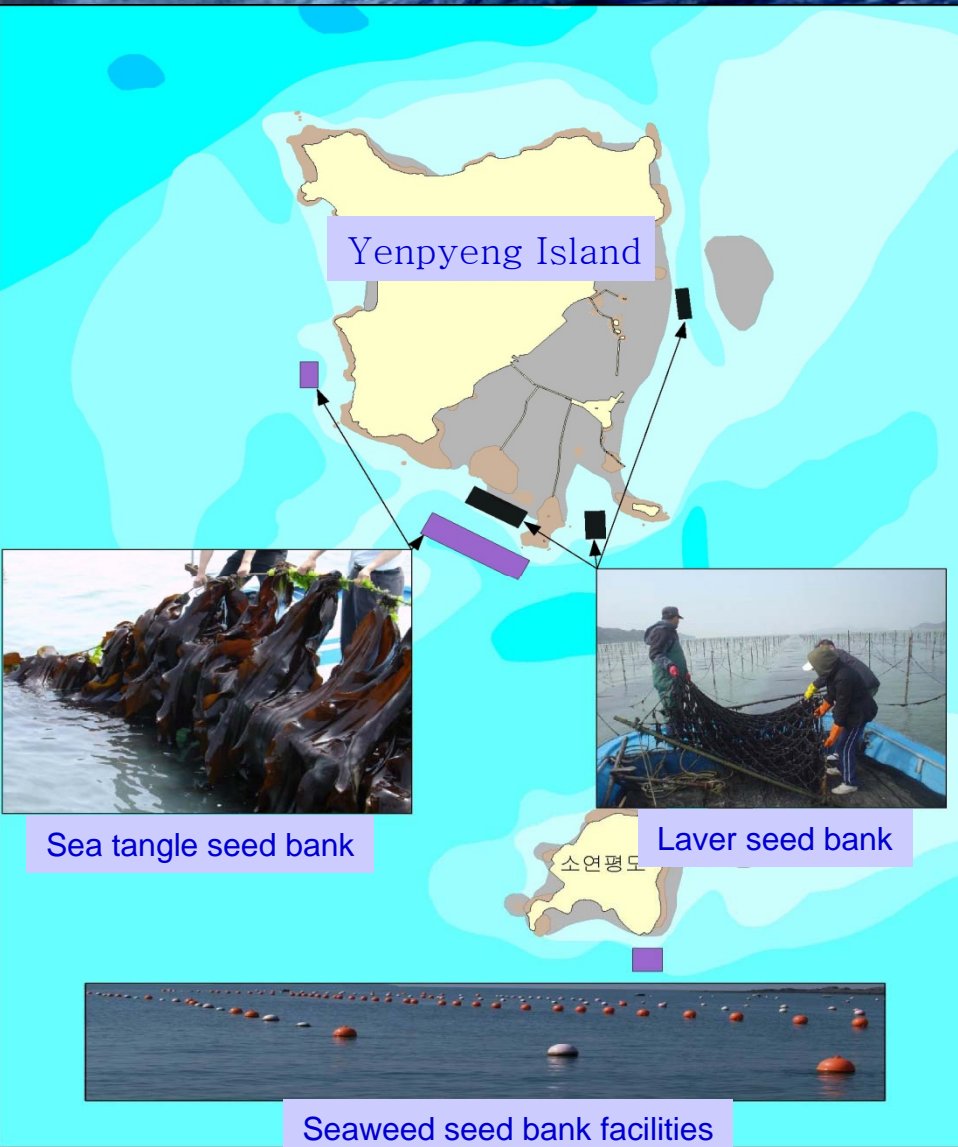 Yenpyeng Island
Sea tangle seed bank
Laver seed bank
소연평도
Seaweed seed bank facilities